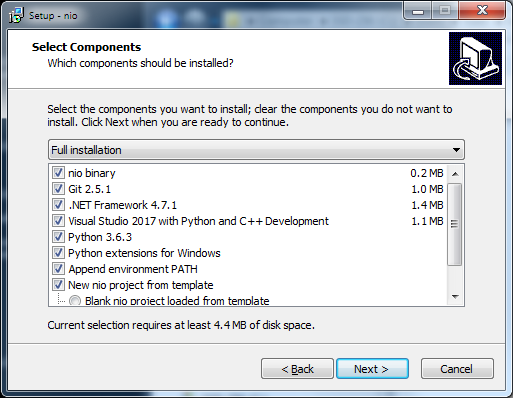 Setup - nio
Select Components
Which components should be installed?
Select the components you want to install; clear the components you do not want to
install. Click Next when you are ready to continue.
Full installation
nio binary 0.2 MB
Git 2.5.1 1.0 MB
.NET Framework 4.7.1 1.4 MB
Visual Studio 2017 with Python and C++ Development 1.1 MB
Python 3.6.3
Python extensions for Windows
Append environment PATH
New nio project from template
Blank nio project loaded from template
Current selection requires at least 4.4 MB of disk space.
< Back Next > Cancel